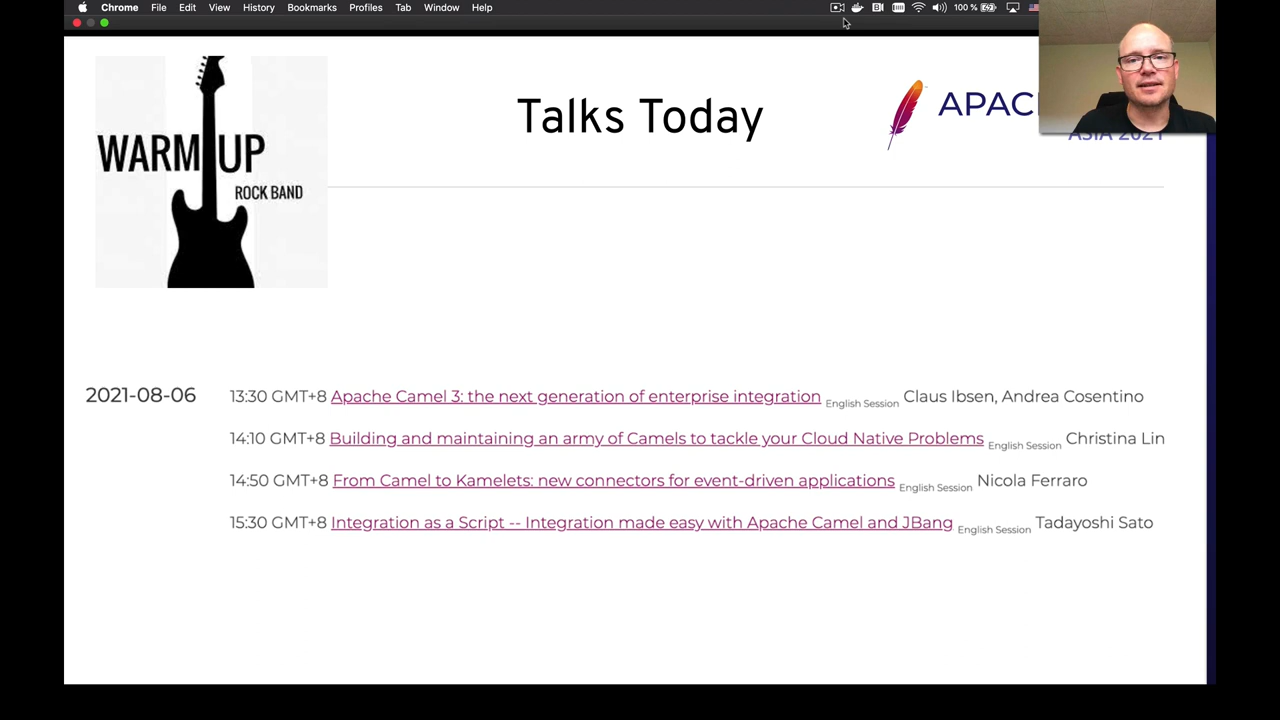 Chrome File Edit View History Bookmarks Profiles Tab Window Help 100 %
WARM UP
ROCK BAND
Talks Today
APAC
ASIA 2021
2021-08-06
13:30 GMT+8 Apache Camel 3: the next generation of enterprise integration English Session Claus Ibsen, Andrea Cosentino
14:10 GMT+8 Building and maintaining an army of Camels to tackle your Cloud Native Problems English Session Christina Lin
14:50 GMT+8 From Camel to Kamelets: new connectors for event-driven applications English Session Nicola Ferraro
15:30 GMT+8 Integration as a Script -- Integration made easy with Apache Camel and JBang English Session Tadayoshi Sato